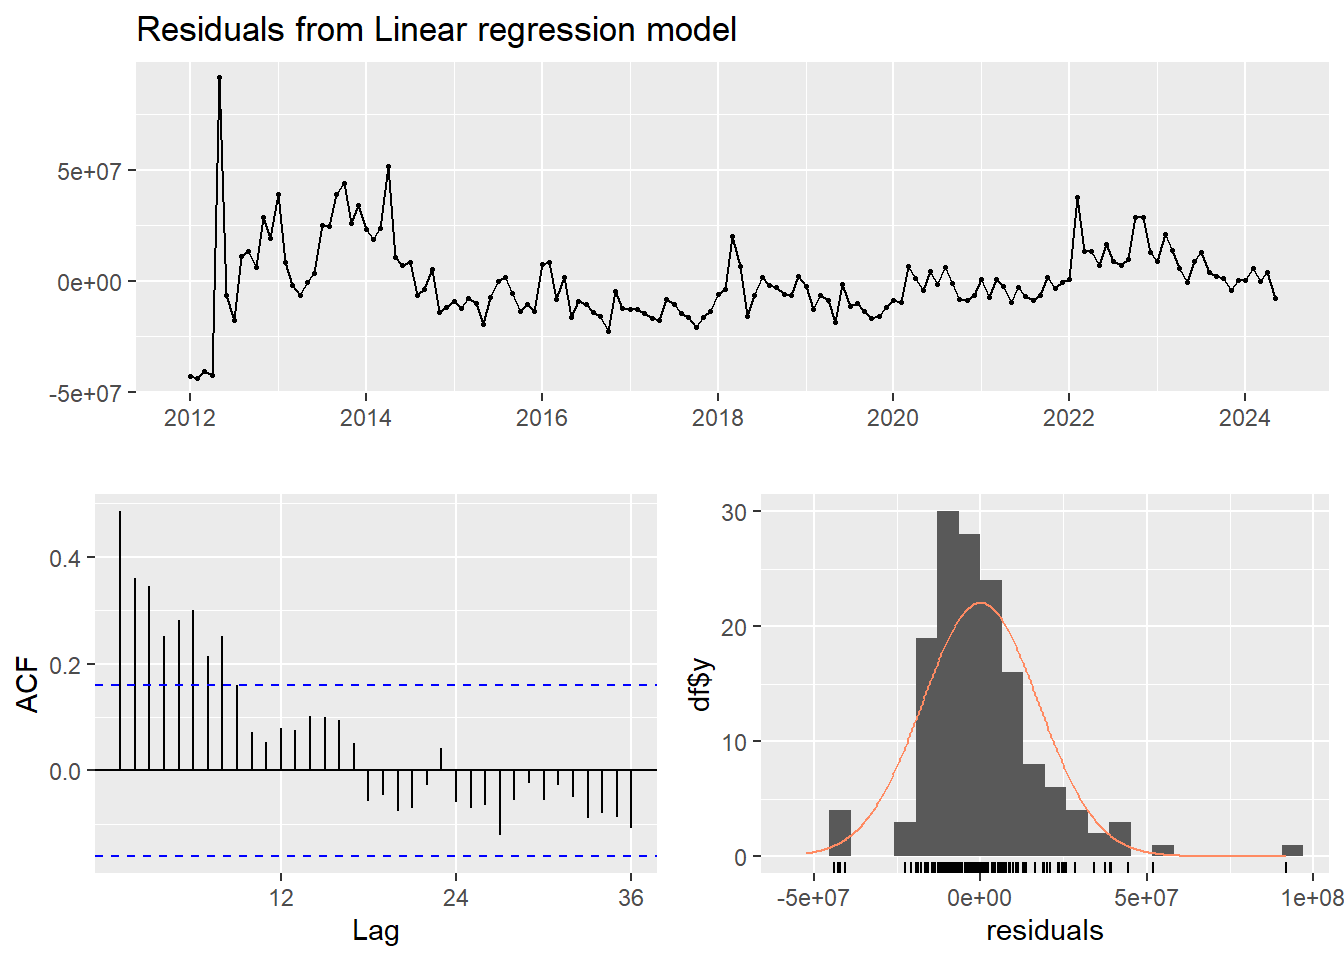 Residuals from Linear regression model
5e+07
0e+00
-5e+07
2012 2014 2016 2018 2020 2022 2024
ACF
0.4
0.2
0.0
12 24 36
Lag
df$y
30
20
10
0
-5e+07 0e+00 5e+07 1e+08
residuals